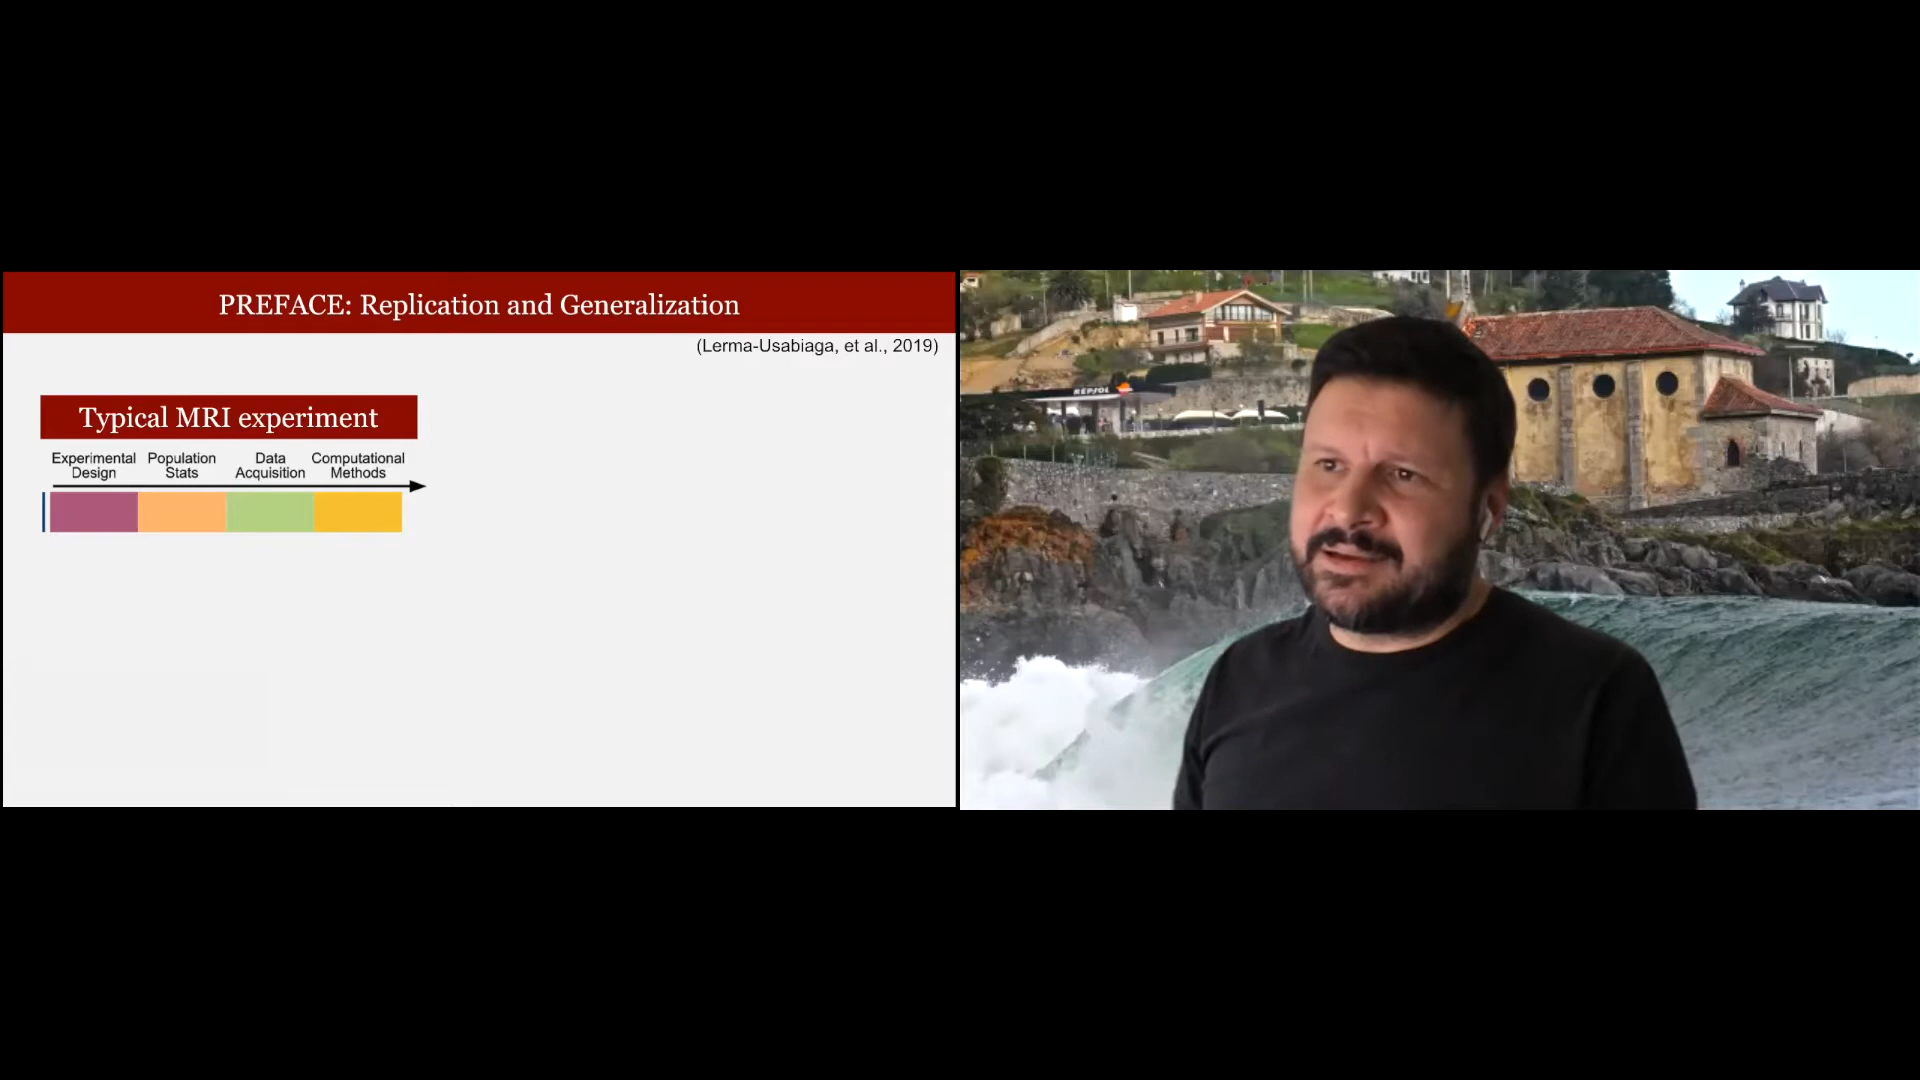 PREFACE: Replication and Generalization
(Lerma-Usabiaga, et al., 2019)
Typical MRI experiment
Experimental Design
Population Stats
Data Acquisition
Computational Methods
REPSOL